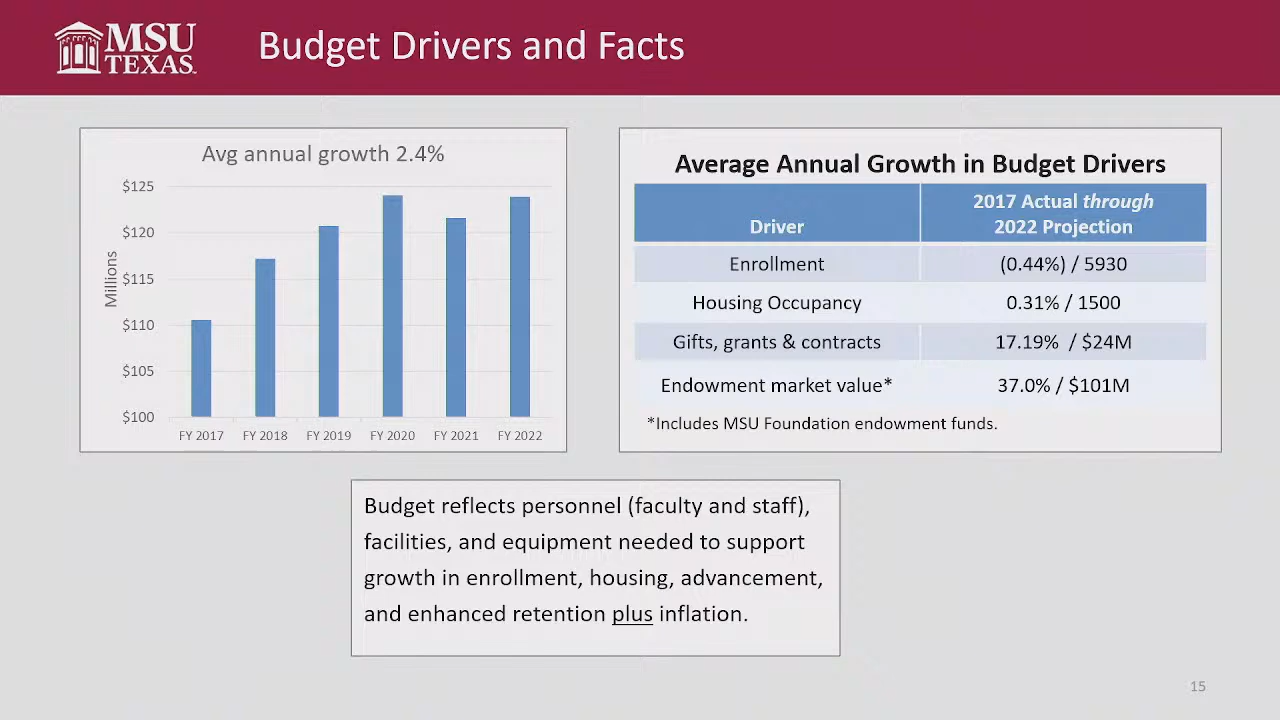 MSU
TEXAS
Budget Drivers and Facts
Avg annual growth 2.4%
Millions
$125
$120
$115
$110
$105
$100
FY 2017 FY 2018 FY 2019 FY 2020 FY 2021 FY 2022
Average Annual Growth in Budget Drivers
2017 Actual through
Driver 2022 Projection
Enrollment (0.44%) / 5930
Housing Occupancy 0.31% / 1500
Gifts, grants & contracts 17.19% / $24M
Endowment market value* 37.0% / $101M
*Includes MSU Foundation endowment funds.
Budget reflects personnel (faculty and staff),
facilities, and equipment needed to support
growth in enrollment, housing, advancement,
and enhanced retention plus inflation.
15